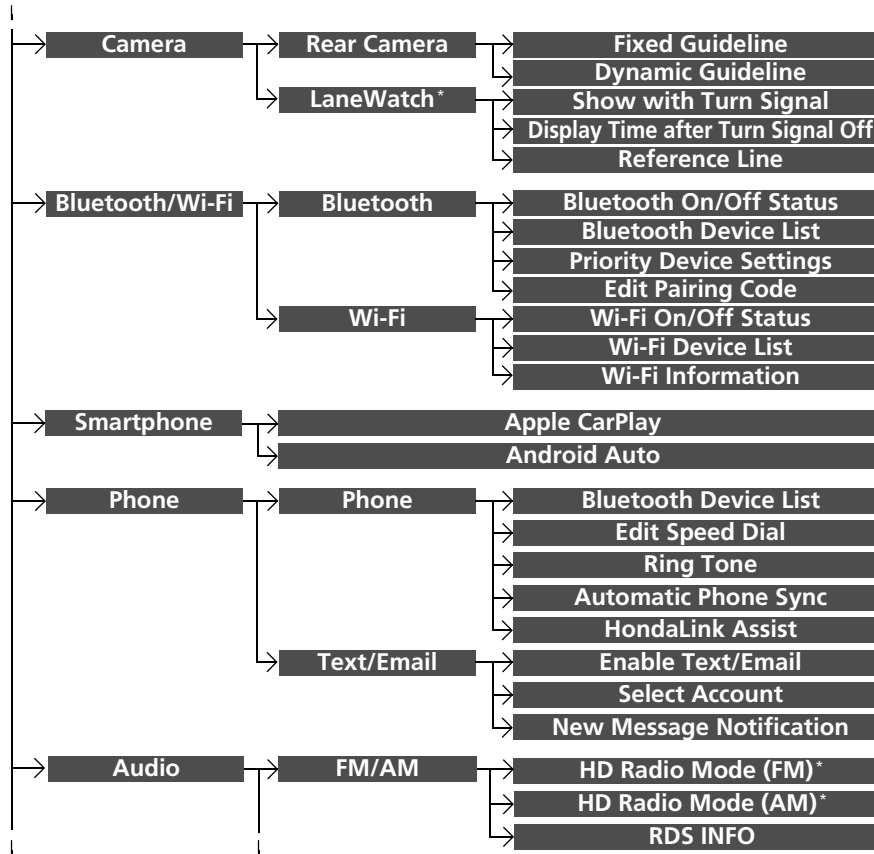 Camera
Rear Camera
Fixed Guideline
Dynamic Guideline
LaneWatch*
Show with Turn Signal
Display Time after Turn Signal Off
Reference Line
Bluetooth/Wi-Fi
Bluetooth
Bluetooth On/Off Status
Bluetooth Device List
Priority Device Settings
Edit Pairing Code
Wi-Fi
Wi-Fi On/Off Status
Wi-Fi Device List
Wi-Fi Information
Smartphone
Apple CarPlay
Android Auto
Phone
Phone
Bluetooth Device List
Edit Speed Dial
Ring Tone
Automatic Phone Sync
HondaLink Assist
Text/Email
Enable Text/Email
Select Account
New Message Notification
Audio
FM/AM
HD Radio Mode (FM)*
HD Radio Mode (AM)*
RDS INFO